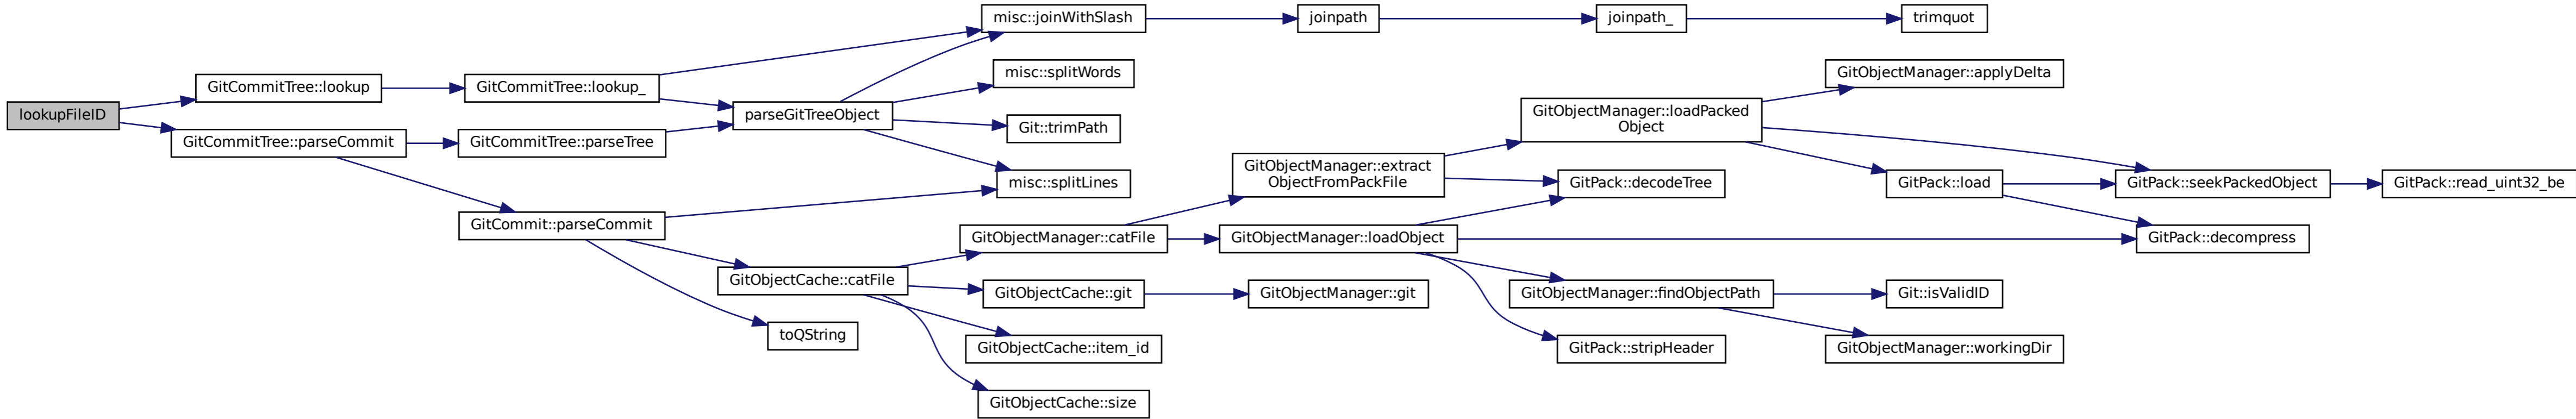 lookupFileID
GitCommitTree::lookup
GitCommitTree::parseCommit
GitCommitTree::lookup_
GitCommitTree::parseTree
GitCommit::parseCommit
parseGitTreeObject
GitObjectCache::catFile
toQString
misc::joinWithSlash
misc::splitWords
Git::trimPath
misc::splitLines
GitObjectManager::catFile
GitObjectCache::git
GitObjectCache::item_id
GitObjectCache::size
joinpath
GitObjectManager::extract
ObjectFromPackFile
GitObjectManager::loadObject
GitObjectManager::git
joinpath_
GitObjectManager::loadPacked
Object
GitPack::decodeTree
GitObjectManager::findObjectPath
GitPack::stripHeader
trimquot
GitObjectManager::applyDelta
GitPack::load
Git::isValidID
GitObjectManager::workingDir
GitPack::seekPackedObject
GitPack::decompress
GitPack::read_uint32_be